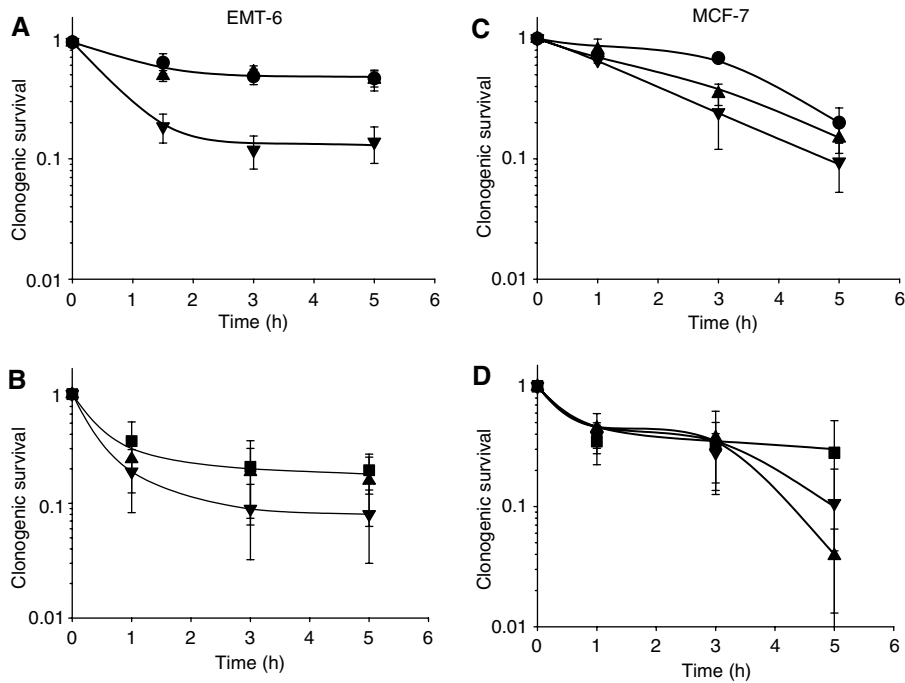 EMT-6
MCF-7
A
1
0.1
0.01
Clonogenic survival
0 1 2 3 4 5 6
Time (h)
C
1
0.1
0.01
Clonogenic survival
0 1 2 3 4 5 6
Time (h)
B
1
0.1
0.01
Clonogenic survival
0 1 2 3 4 5 6
Time (h)
D
1
0.1
0.01
Clonogenic survival
0 1 2 3 4 5 6
Time (h)